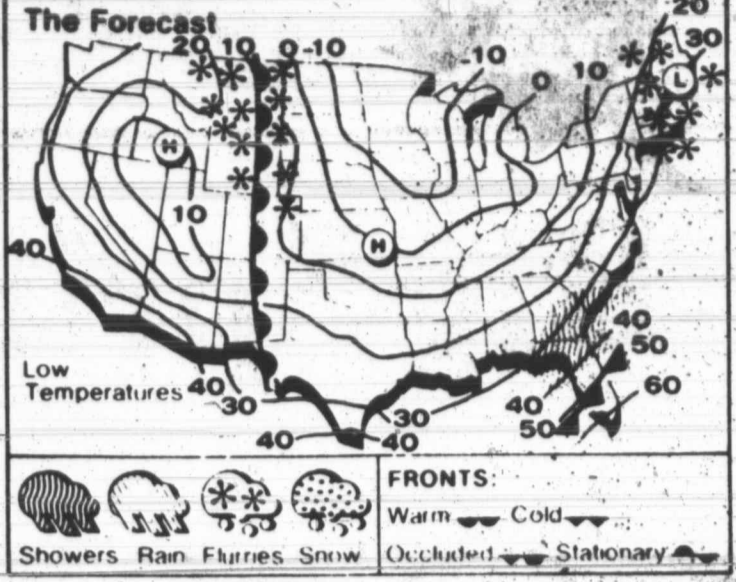 The Forecast
20
20 10 0 -10
-10
30
0
10
L
H
10
H
40
40
50
Low
Temperatures
40
30
60
30
40
50
40
40
FRONTS:
Warm Cold
Showers Rain Flurries Snow
Occluded Stationary